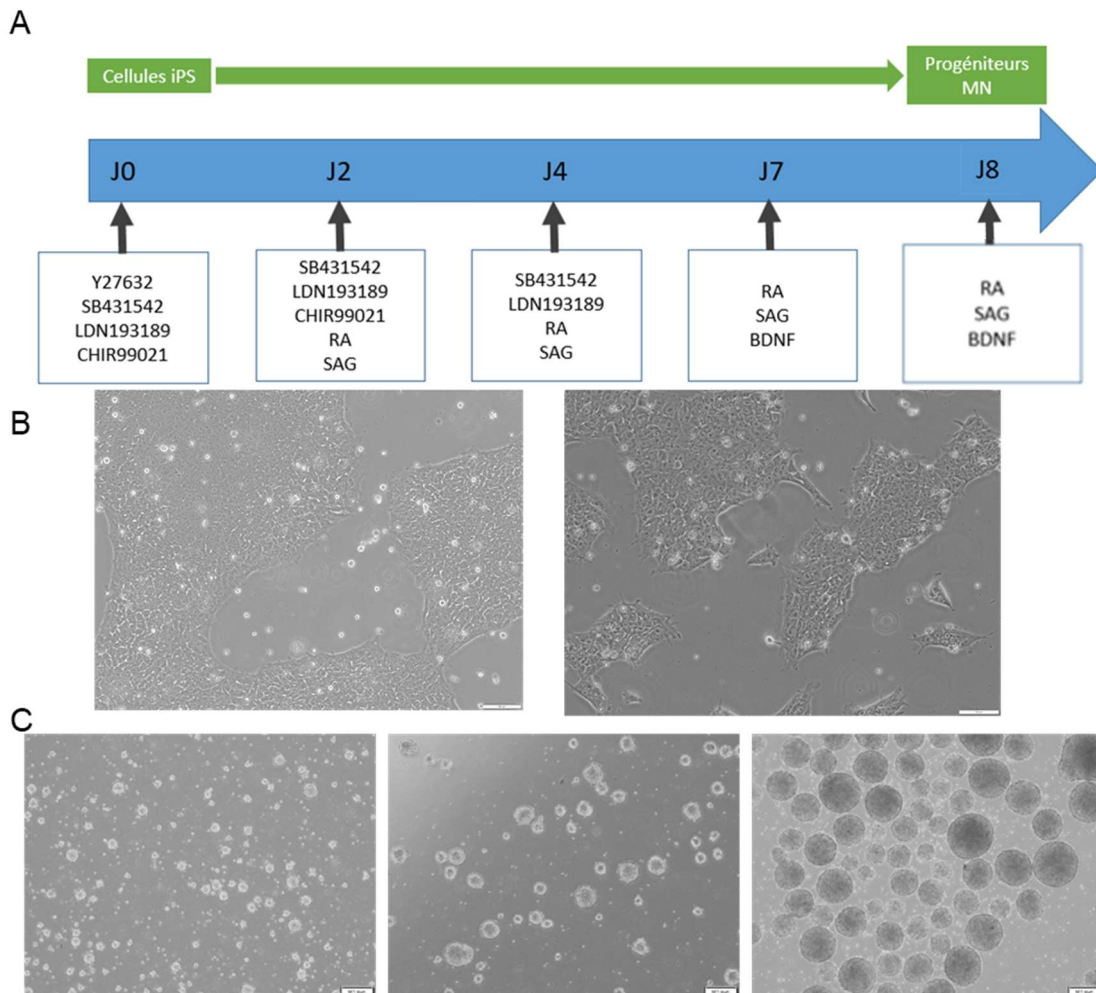 A
Cellules iPS
Progéniteurs
MN
J0
J2
J4
J7
J8
Y27632
SB431542
LDN193189
CHIR99021
SB431542
LDN193189
CHIR99021
RA
SAG
SB431542
LDN193189
RA
SAG
RA
SAG
BDNF
RA
SAG
BDNF
B
C